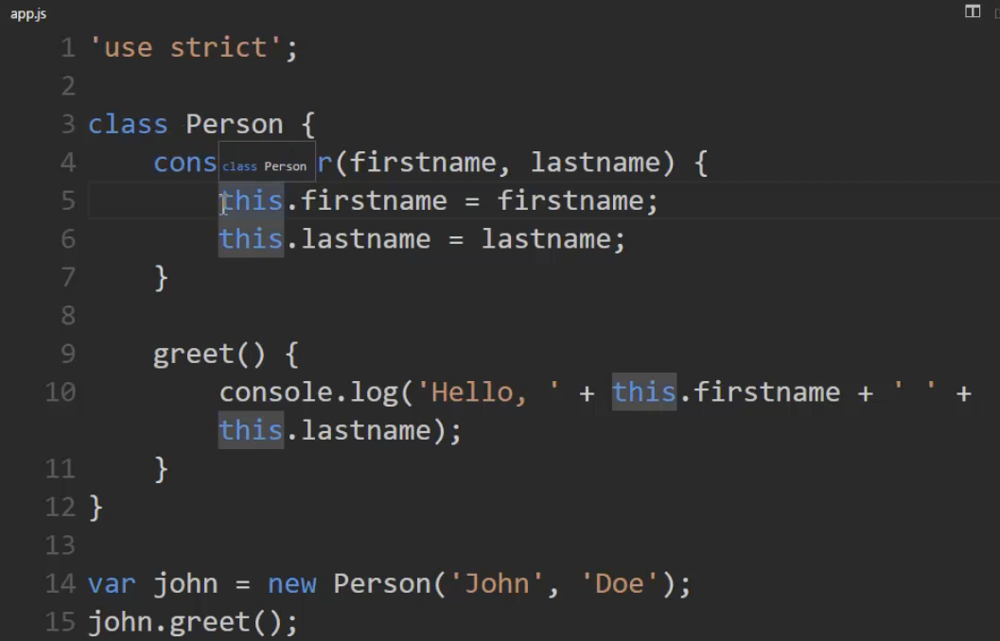 app.js
1 'use strict';
2
3 class Person {
4     cons r(firstname, lastname) {
class Person
5         this.firstname = firstname;
6         this.lastname = lastname;
7     }
8
9     greet() {
10         console.log('Hello, ' + this.firstname + ' ' +
this.lastname);
11     }
12 }
13
14 var john = new Person('John', 'Doe');
15 john.greet();